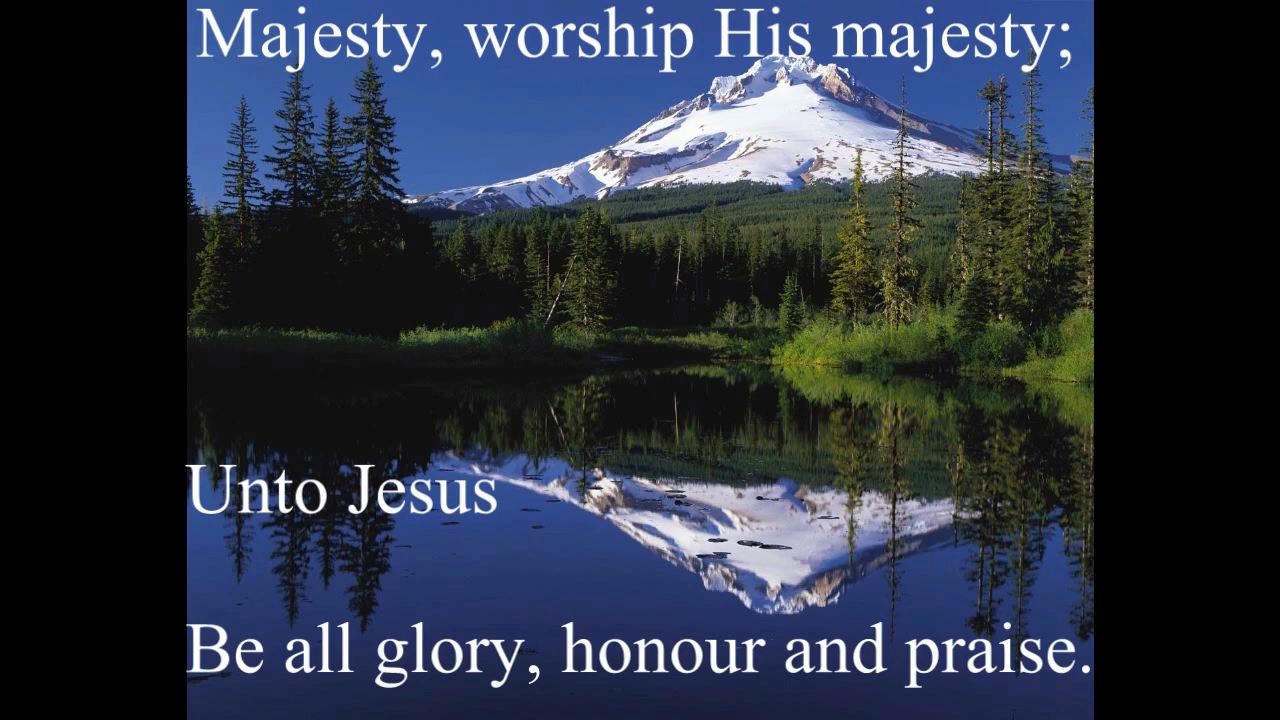 Majesty, worship His majesty;
Unto Jesus
Be all glory, honour and praise.